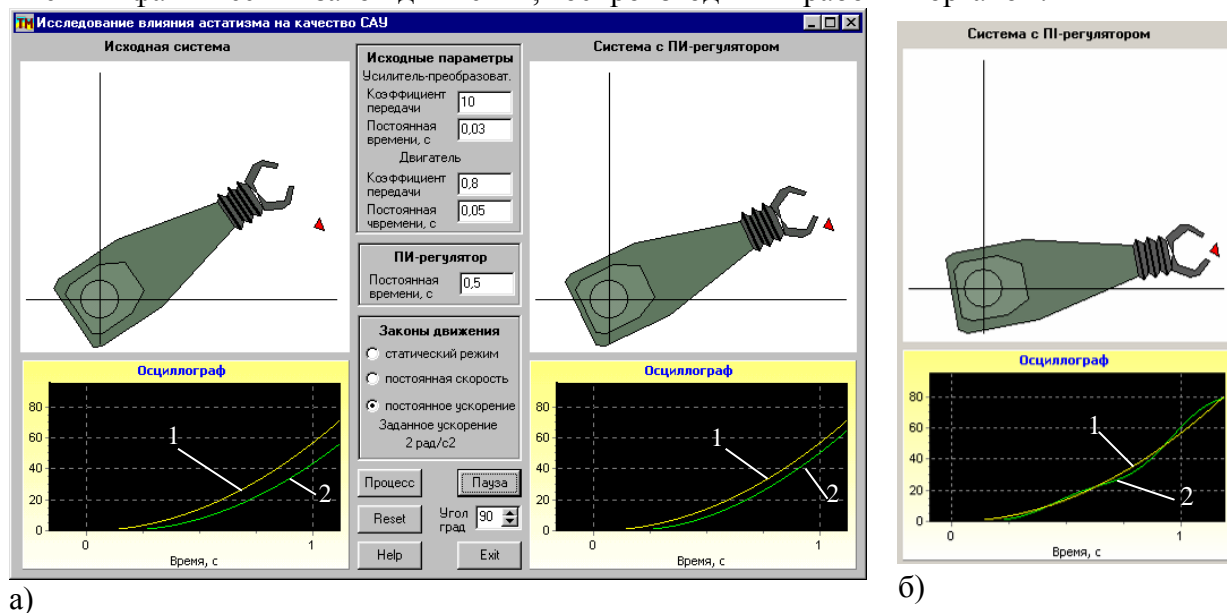 Исследование влияния астатизма на качество САУ
Исходная система
Исходные параметры
Усилитель-преобразоват.
Коэффициент передачи 10
Постоянная времени, с 0,03
Двигатель
Коэффициент передачи 0,8
Постоянная чвремени, с 0,05
ПИ-регулятор
Постоянная времени, с 0,5
Законы движения
статический режим
постоянная скорость
постоянное ускорение
Заданное ускорение
2 рад/с2
Процесс
Пауза
Reset
Угол град 90
Help
Exit
Система с ПИ-регулятором
Осциллограф
80
60
40
20
0
0
1
Время, с
1
2
Осциллограф
80
60
40
20
0
0
1
Время, с
1
2
а)
Система с ПI-регулятором
Осциллограф
80
60
40
20
0
0
1
Время, с
1
2
б)